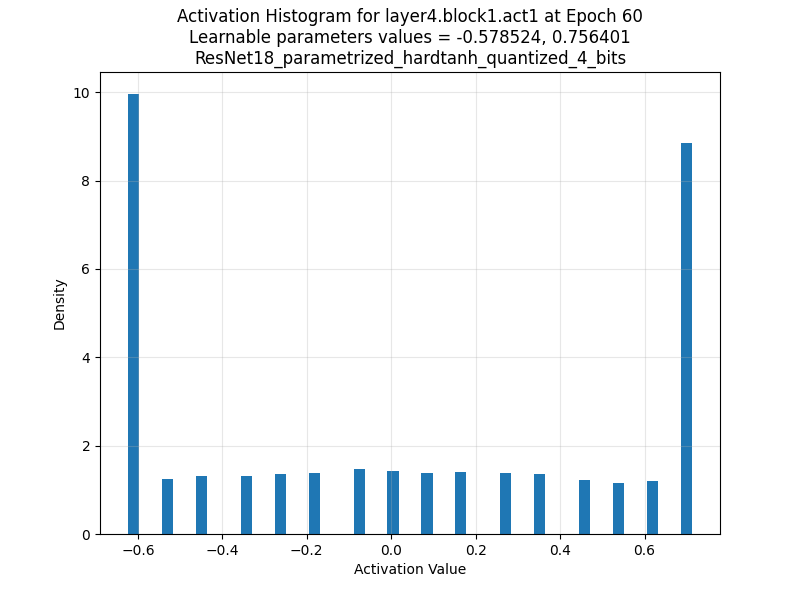 Activation Histogram for layer4.block1.act1 at Epoch 60
Learnable parameters values = -0.578524, 0.756401
ResNet18_parametrized_hardtanh_quantized_4_bits
10
8
6
4
2
0
Density
−0.6 −0.4 −0.2 0.0 0.2 0.4 0.6
Activation Value